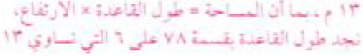 ١٣ م . بما أن المساحة = طول القاعدة × الارتفاع،
نجد طول القاعدة بقسمة ٧٨ على ٦ التي تساوي ١٣